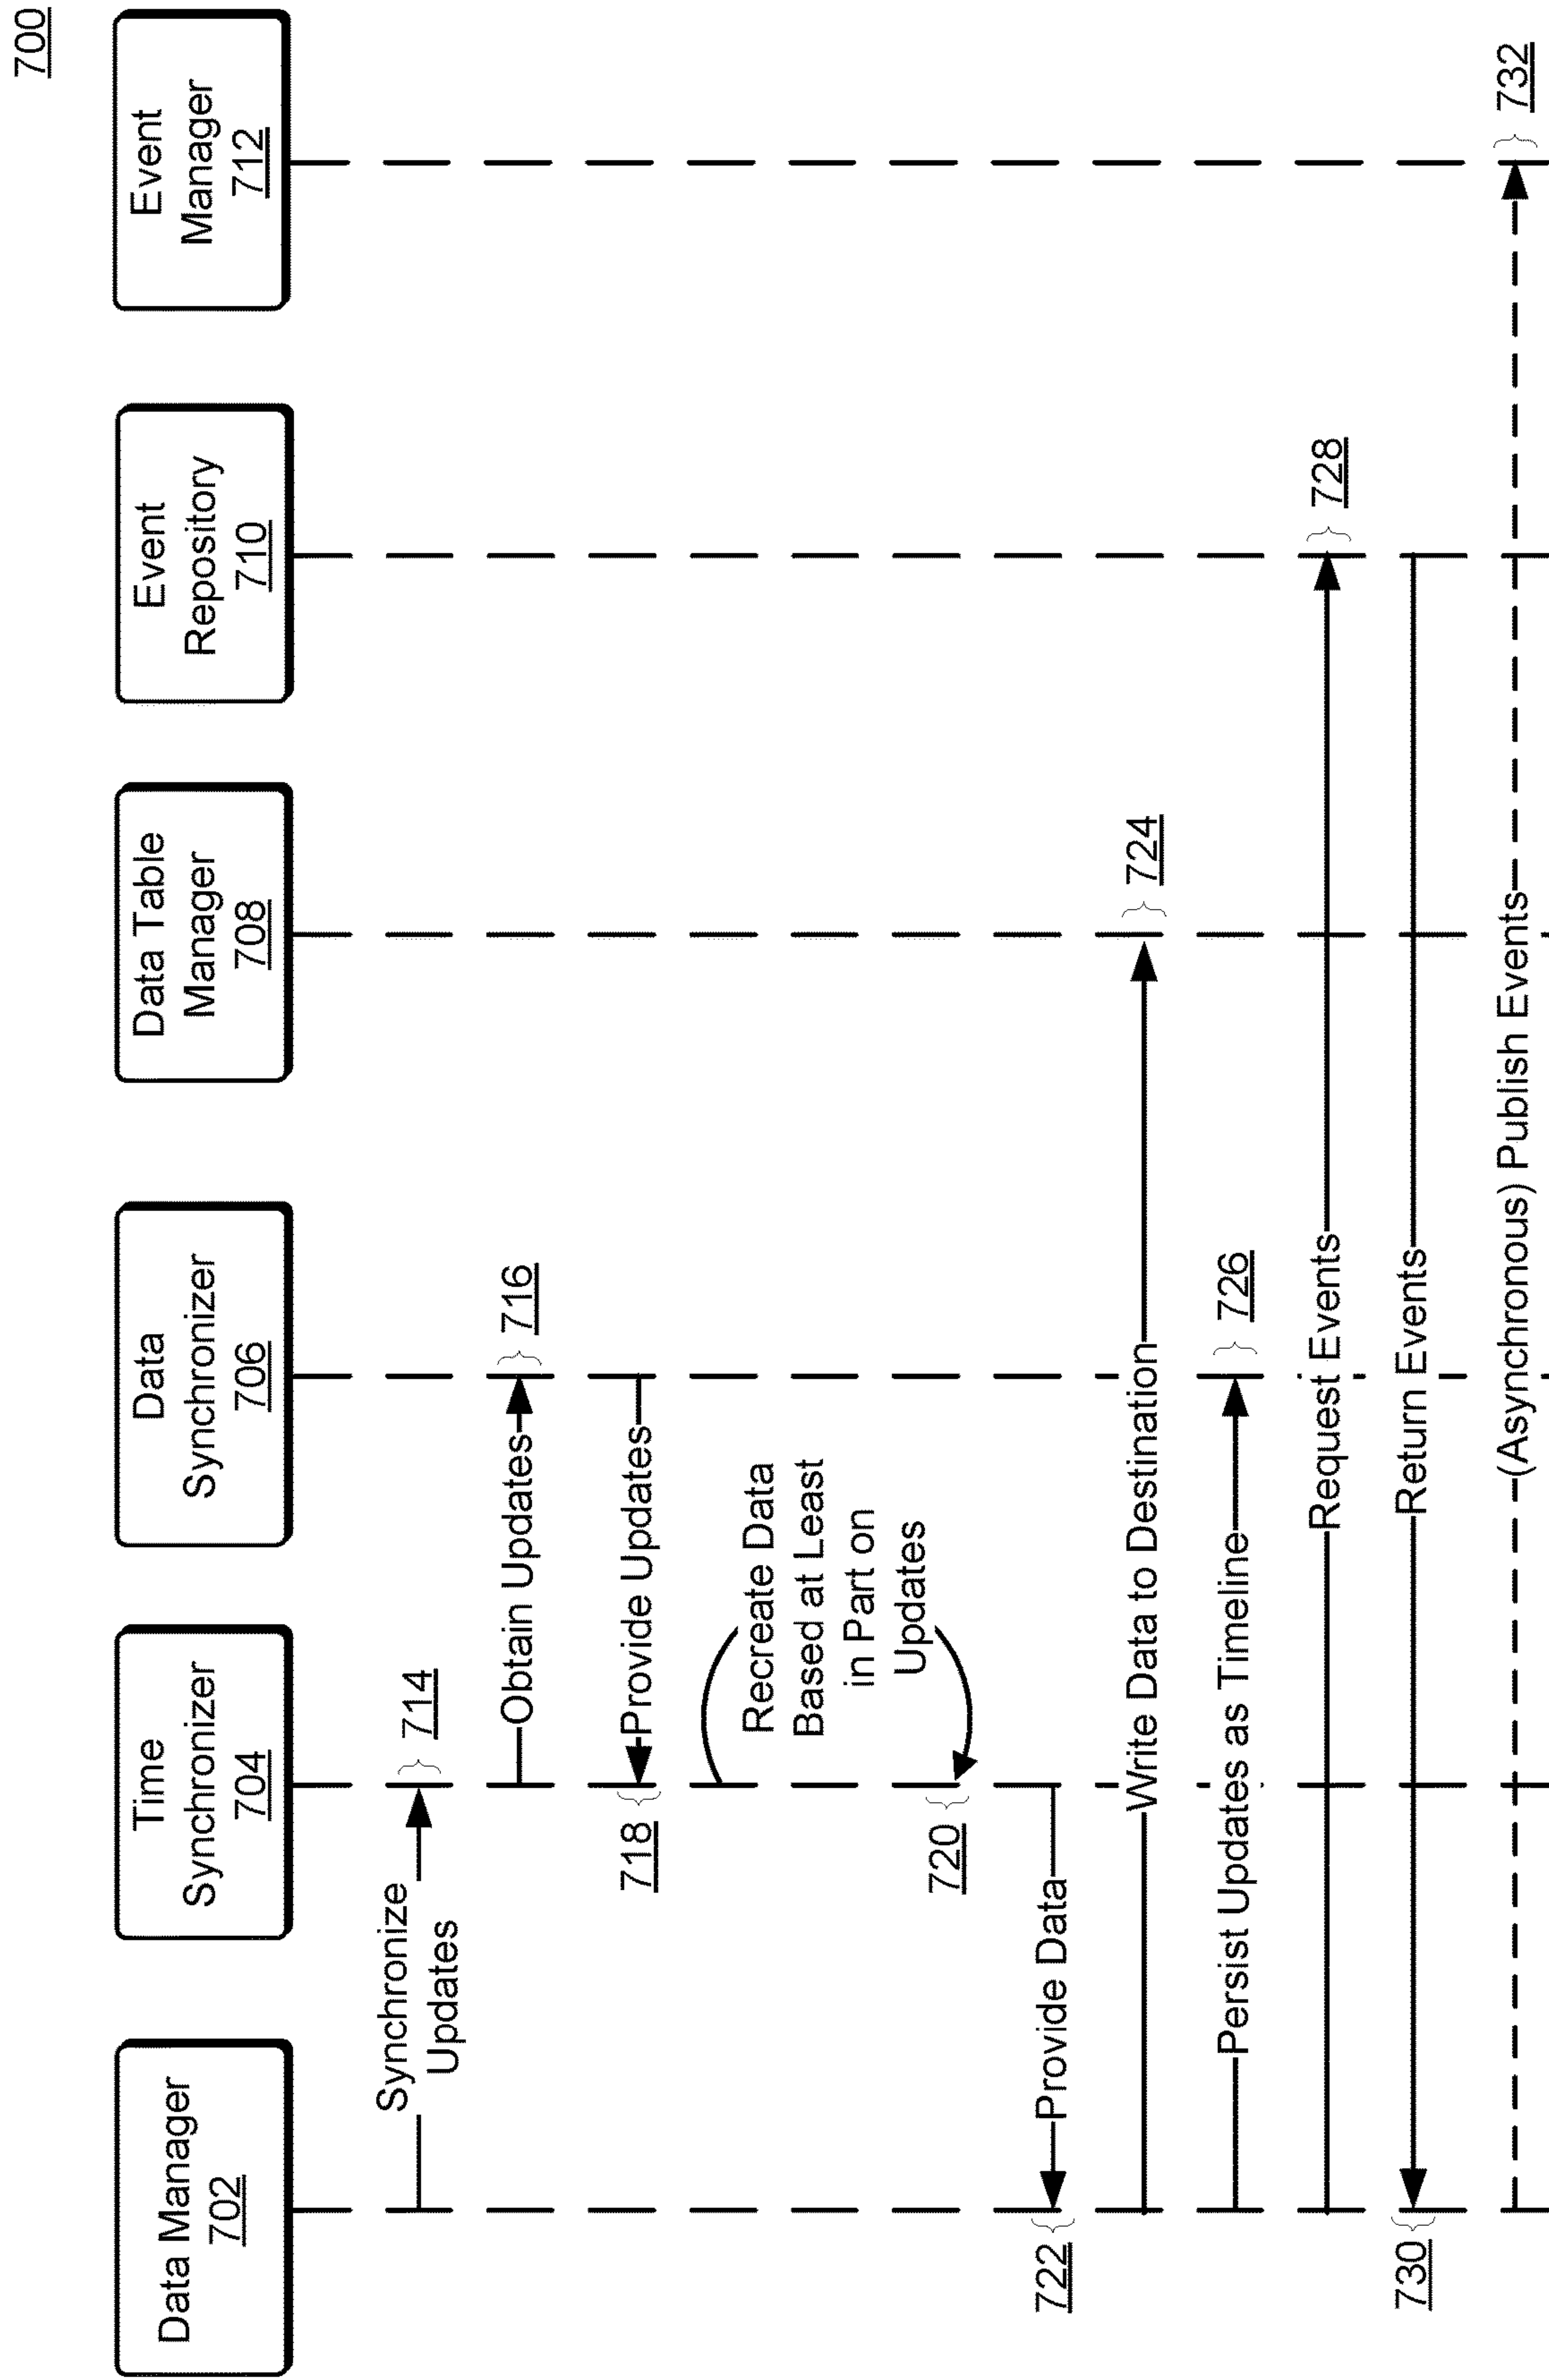 700
Data Manager
702
Time
Synchronizer
704
Data
Synchronizer
706
Data Table
Manager
708
Event
Repository
710
Event
Manager
712
Synchronize
Updates
714
Obtain Updates
716
718
Provide Updates
Recreate Data
Based at Least
in Part on
Updates
720
722
Provide Data
Write Data to Destination
724
Persist Updates as Timeline
726
Request Events
728
730
Return Events
(Asynchronous) Publish Events
732